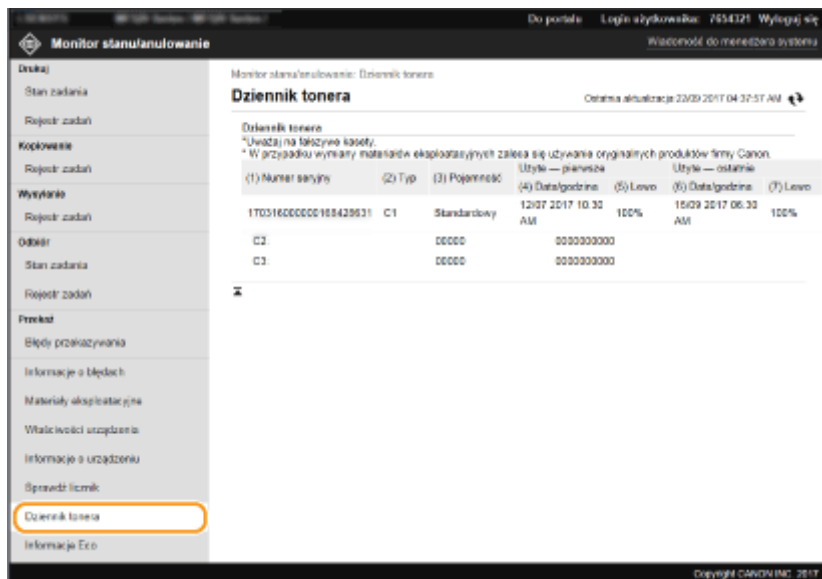 Do portalu Login użytkownika: 7654321 Wyloguj się
Monitor stanu/anulowanie
Wiadomość do menedżera systemu
Drukuj
Stan zadania
Rejestr zadań
Kopiowanie
Rejestr zadań
Wysyłanie
Rejestr zadań
Odbiór
Stan zadania
Rejestr zadań
Przekaż
Błędy przekazywania
Informacje o błędach
Materiały eksploatacyjne
Właściwości urządzenia
Informacje o urządzeniu
Sprawdź licznik
Dziennik tonera
Informacje Eco
Monitor stanu/anulowanie: Dziennik tonera
Dziennik tonera
Ostatnia aktualizacja: 22/09 2017 04:37:57 AM
Dziennik tonera
*Uważaj na fałszywe kasety.
* W przypadku wymiany materiałów eksploatacyjnych zaleca się używanie oryginalnych produktów firmy Canon.
(1) Numer seryjny (2) Typ (3) Pojemność Użyte — pierwsze Użyte — ostatnie
(4) Data/godzina (5) Lewo (6) Data/godzina (7) Lewo
C1 Standardowy 12/07 2017 10:30 AM 100% 15/09 2017 06:30 AM 100%
C2: 00000 0000000000
C3: 00000 0000000000
Copyright CANON INC. 2017